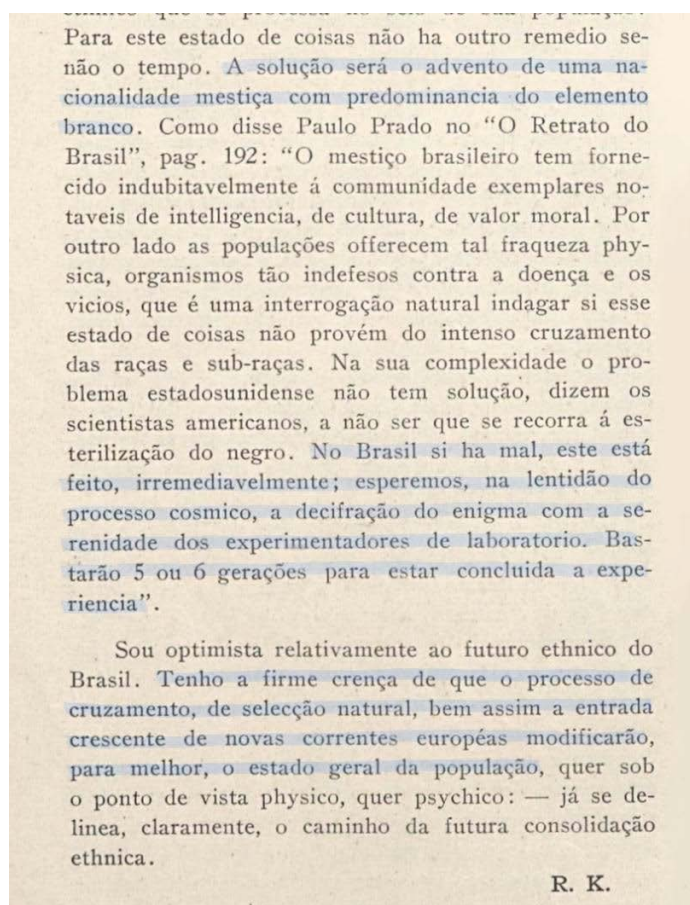 ethnico que se processa no seio de sua população.
Para este estado de coisas não ha outro remedio se-
não o tempo. A solução será o advento de uma na-
cionalidade mestiça com predominancia do elemento
branco. Como disse Paulo Prado no “O Retrato do
Brasil”, pag. 192: “O mestiço brasileiro tem forne-
cido indubitavelmente á communidade exemplares no-
taveis de intelligencia, de cultura, de valor moral. Por
outro lado as populações offerecem tal fraqueza phy-
sica, organismos tão indefesos contra a doença e os
vicios, que é uma interrogação natural indagar si esse
estado de coisas não provém do intenso cruzamento
das raças e sub-raças. Na sua complexidade o pro-
blema estadosunidense não tem solução, dizem os
scientistas americanos, a não ser que se recorra á es-
terilização do negro. No Brasil si ha mal, este está
feito, irremediavelmente; esperemos, na lentidão do
processo cosmico, a decifração do enigma com a se-
renidade dos experimentadores de laboratorio. Bas-
tarão 5 ou 6 gerações para estar concluida a expe-
riencia”.
Sou optimista relativamente ao futuro ethnico do
Brasil. Tenho a firme crença de que o processo de
cruzamento, de selecção natural, bem assim a entrada
crescente de novas correntes européas modificarão,
para melhor, o estado geral da população, quer sob
o ponto de vista physico, quer psychico: — já se de-
linea, claramente, o caminho da futura consolidação
ethnica.
R. K.